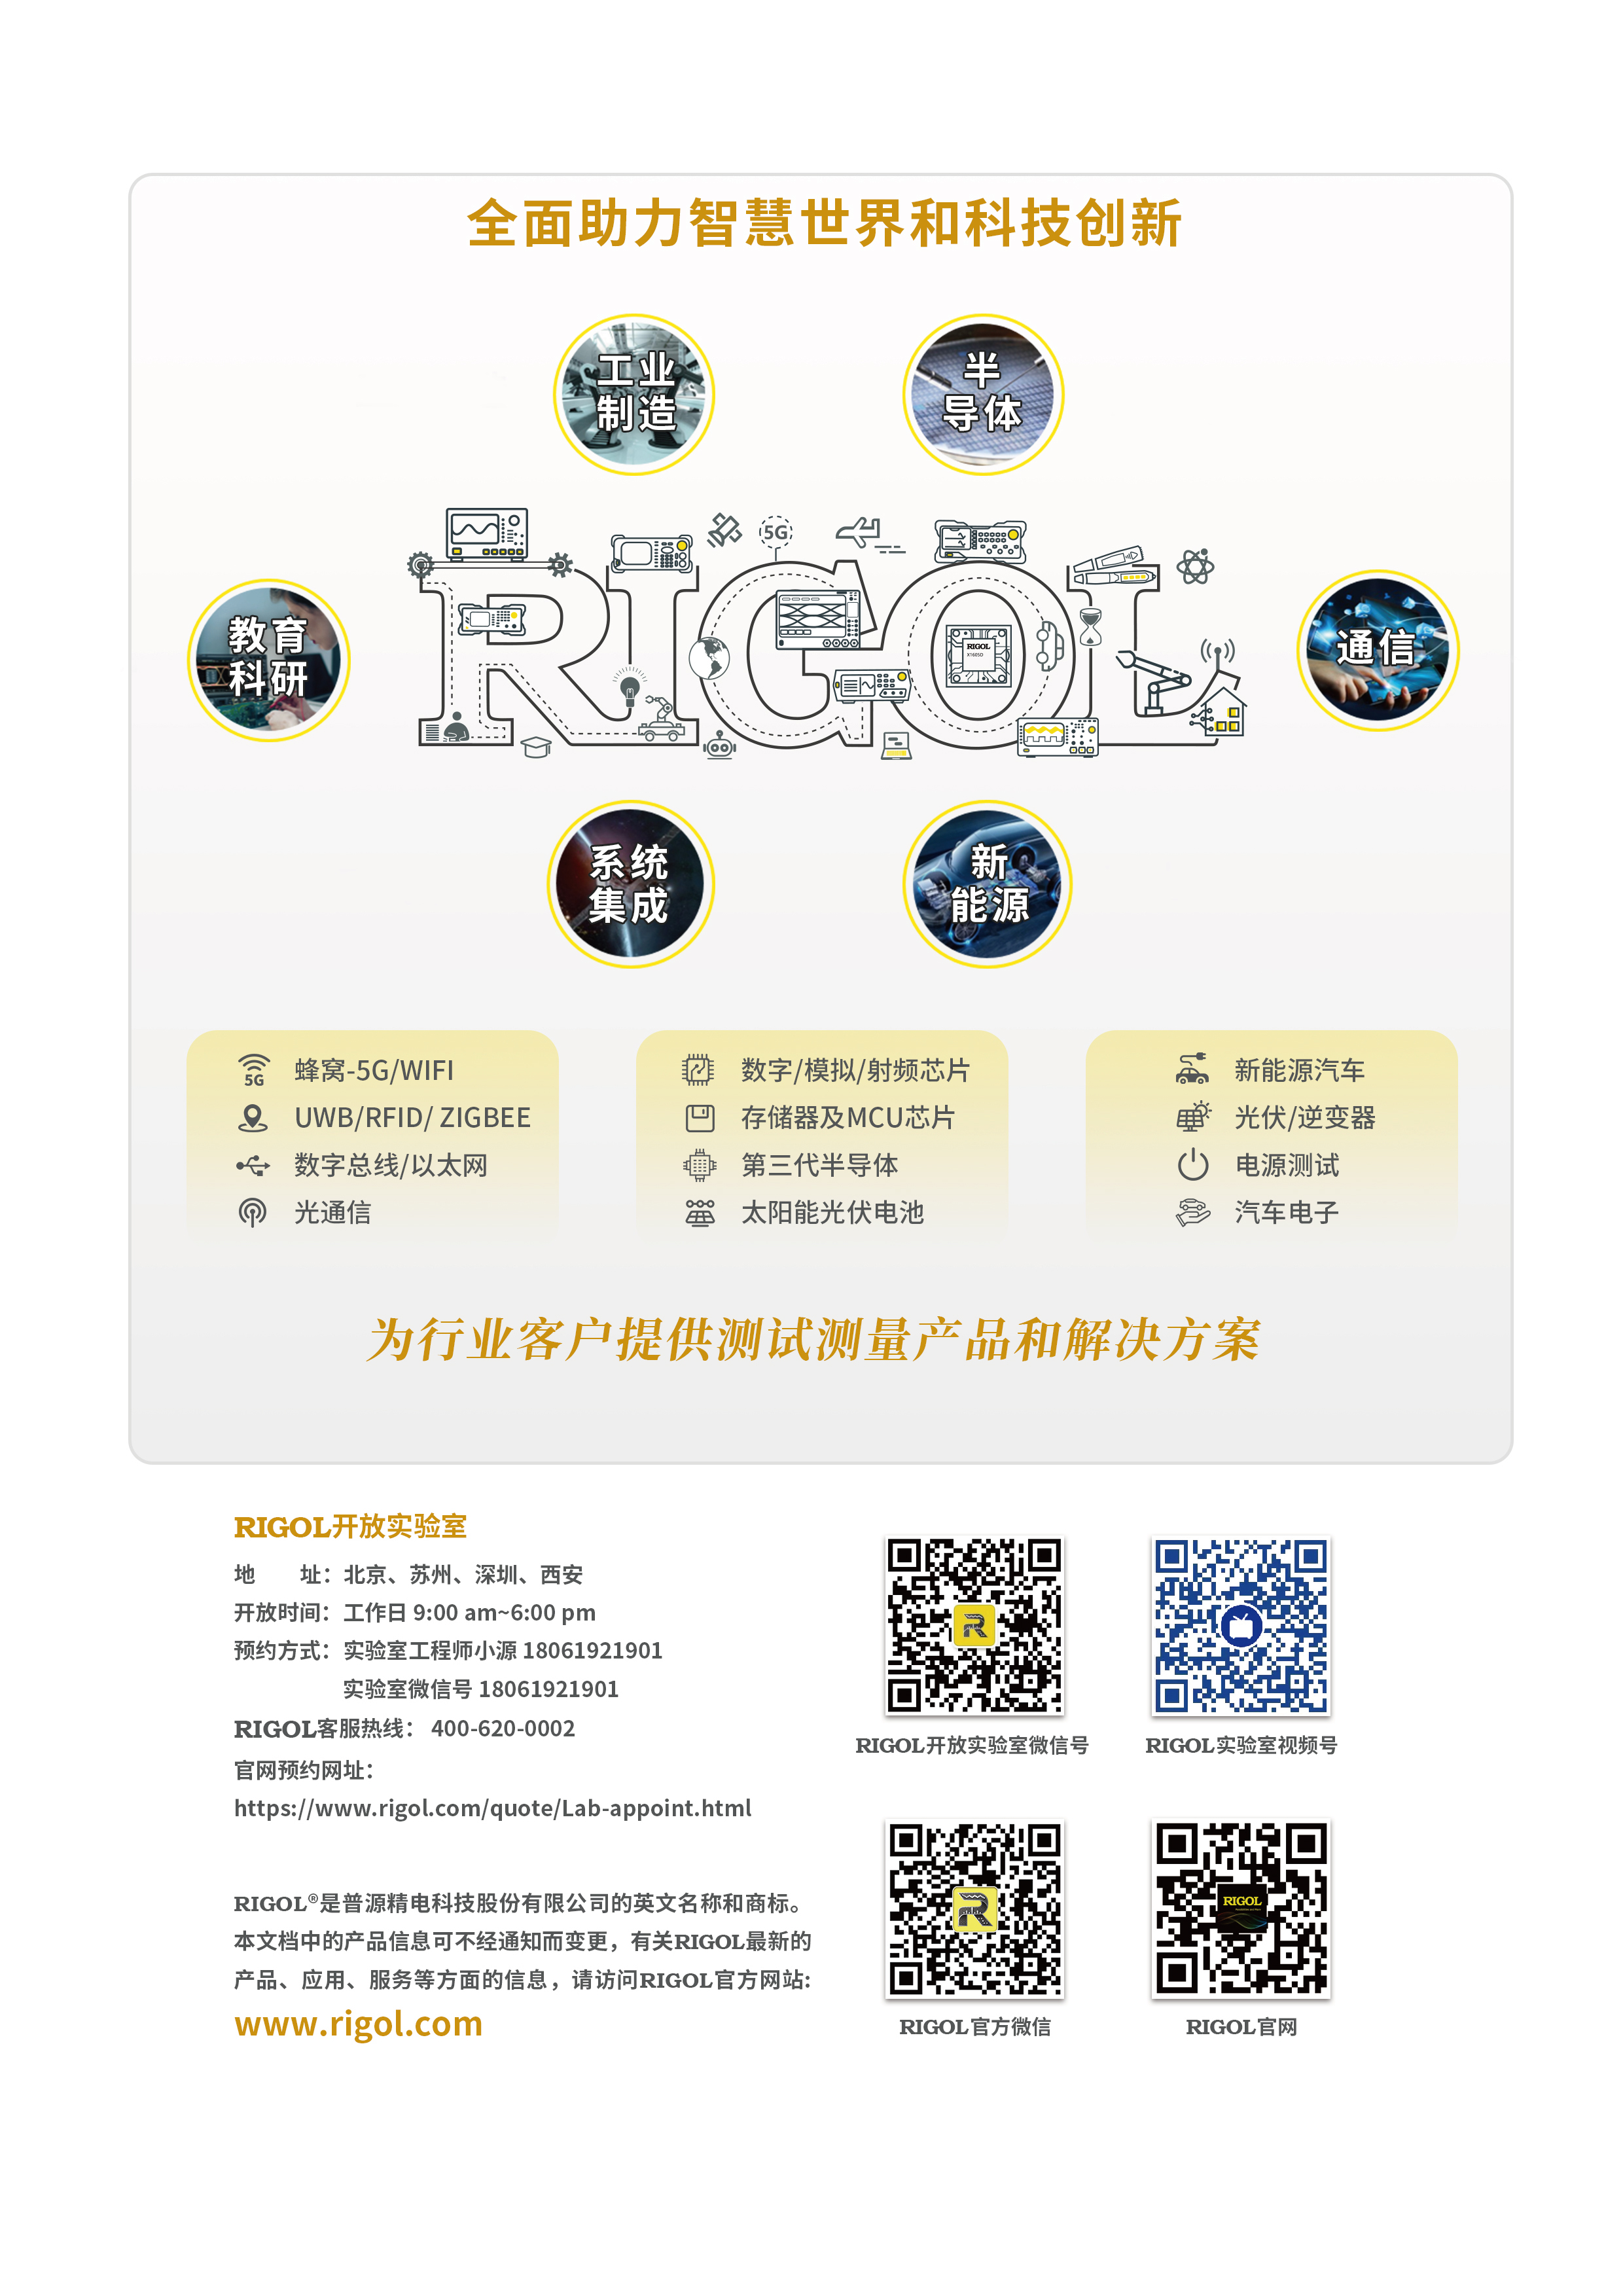 全面助力智慧世界和科技创新
工业
制造
半
导体
5G
教育
科研
RIGOL
RIGOL
X1605D
通信
系统
集成
新
能源
5G
蜂窝-5G/WIFI
UWB/RFID/ ZIGBEE
数字总线/以太网
光通信
数字/模拟/射频芯片
存储器及MCU芯片
第三代半导体
太阳能光伏电池
新能源汽车
光伏/逆变器
电源测试
汽车电子
为行业客户提供测试测量产品和解决方案
RIGOL开放实验室
地　　址：北京、苏州、深圳、西安
开放时间：工作日 9:00 am~6:00 pm
预约方式：实验室工程师小源 18061921901
实验室微信号 18061921901
RIGOL客服热线： 400-620-0002
官网预约网址：
https://www.rigol.com/quote/Lab-appoint.html
RIGOL®是普源精电科技股份有限公司的英文名称和商标。
本文档中的产品信息可不经通知而变更，有关RIGOL最新的
产品、应用、服务等方面的信息，请访问RIGOL官方网站:
www.rigol.com
R
RIGOL开放实验室微信号
RIGOL实验室视频号
R
RIGOL官方微信
RIGOL
RIGOL官网